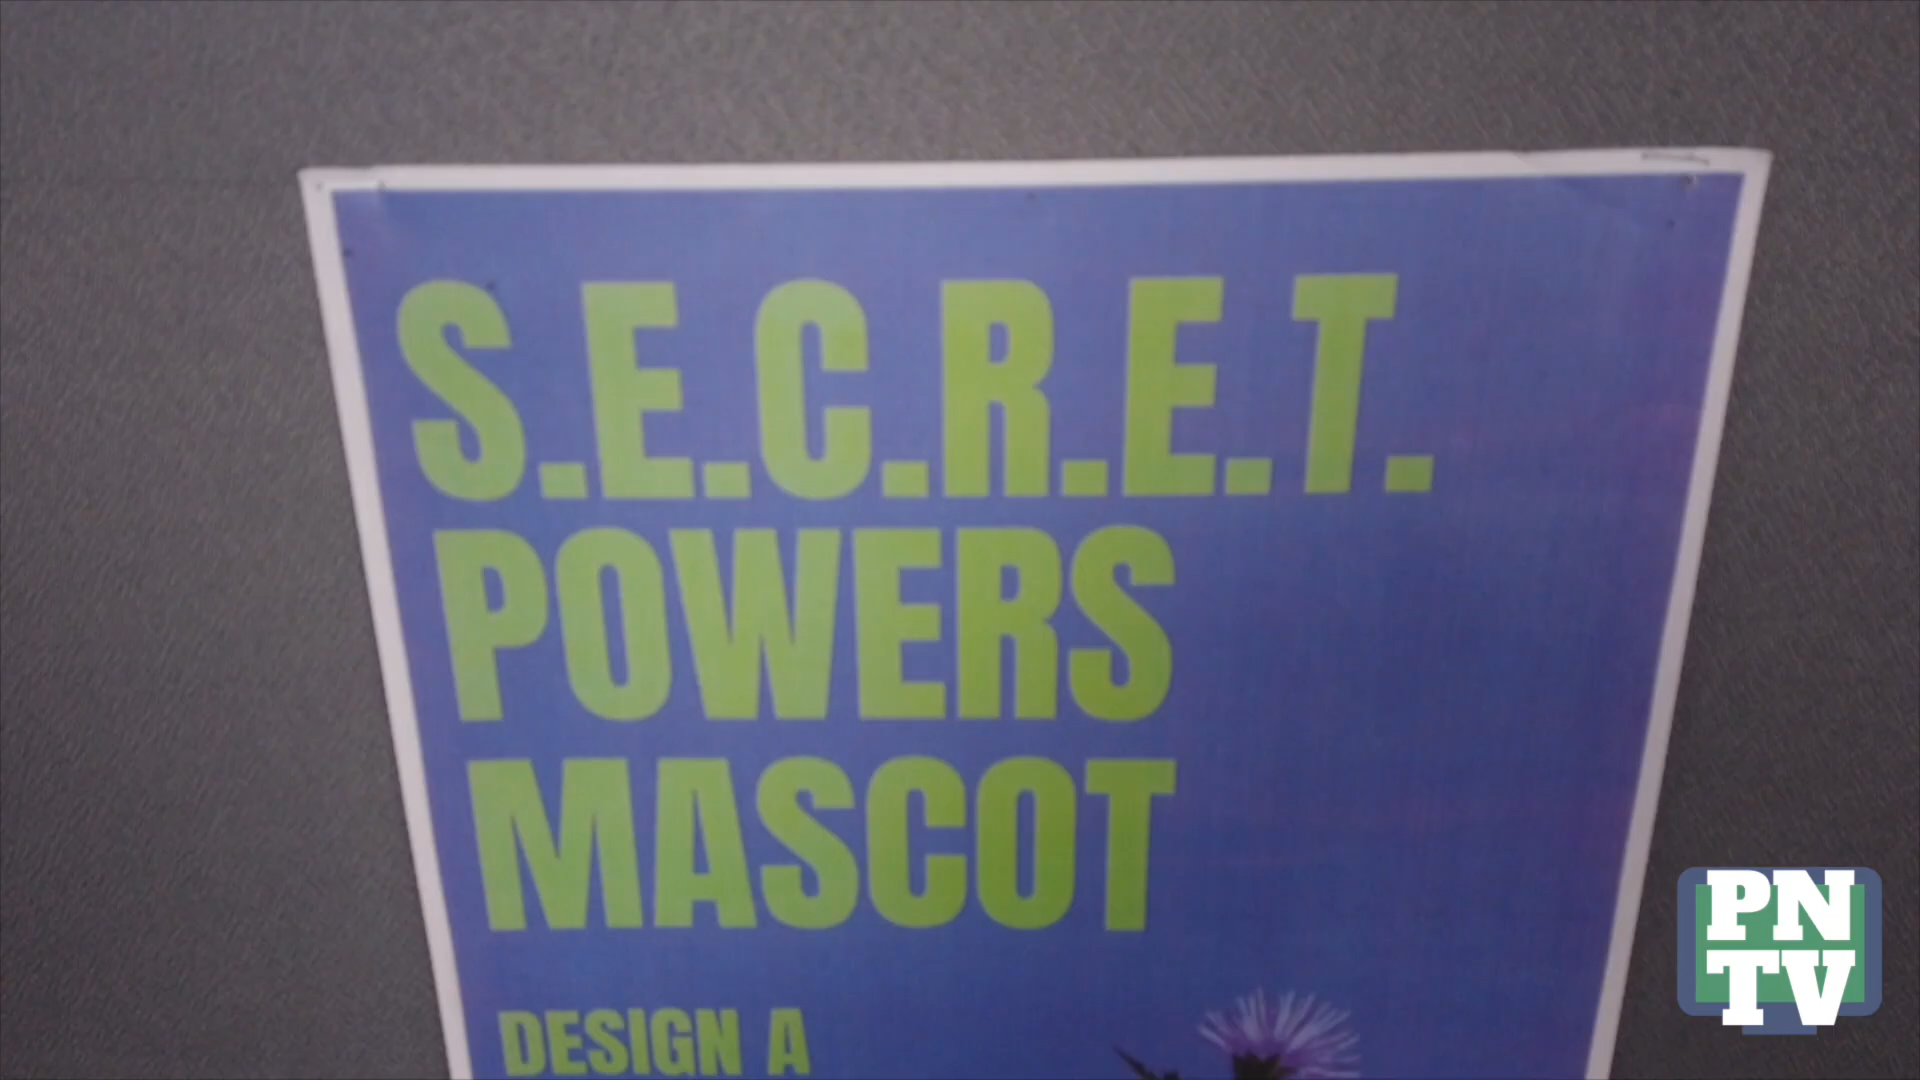 S.E.C.R.E.T.
POWERS
MASCOT
DESIGN A
PN
TV